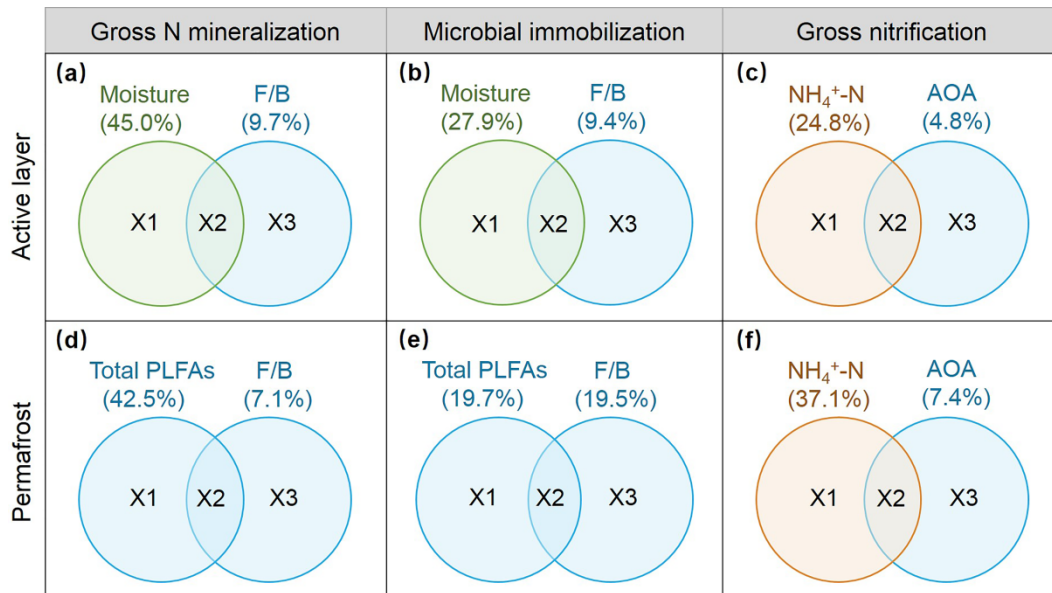 Gross N mineralization
Microbial immobilization
Gross nitrification
Active layer
(a)
Moisture
(45.0%)
F/B
(9.7%)
X1
X2
X3
(b)
Moisture
(27.9%)
F/B
(9.4%)
X1
X2
X3
(c)
NH₄⁺-N
(24.8%)
AOA
(4.8%)
X1
X2
X3
Permafrost
(d)
Total PLFAs
(42.5%)
F/B
(7.1%)
X1
X2
X3
(e)
Total PLFAs
(19.7%)
F/B
(19.5%)
X1
X2
X3
(f)
NH₄⁺-N
(37.1%)
AOA
(7.4%)
X1
X2
X3